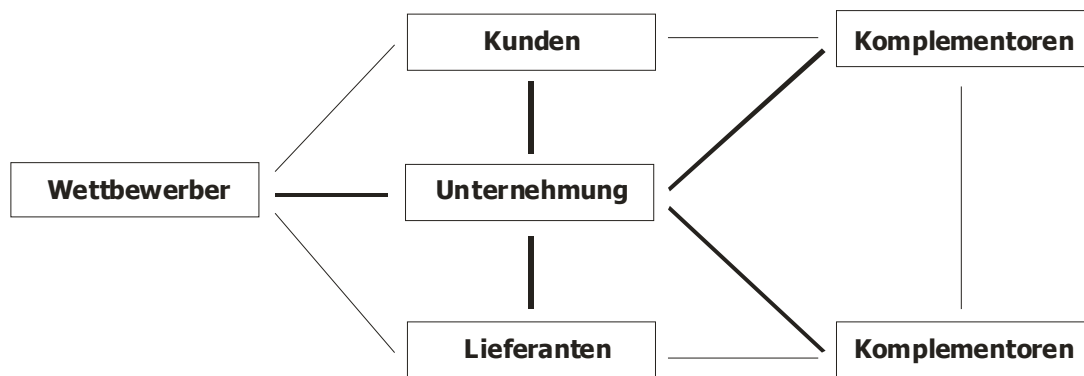 Kunden
Komplementoren
Wettbewerber
Unternehmung
Lieferanten
Komplementoren